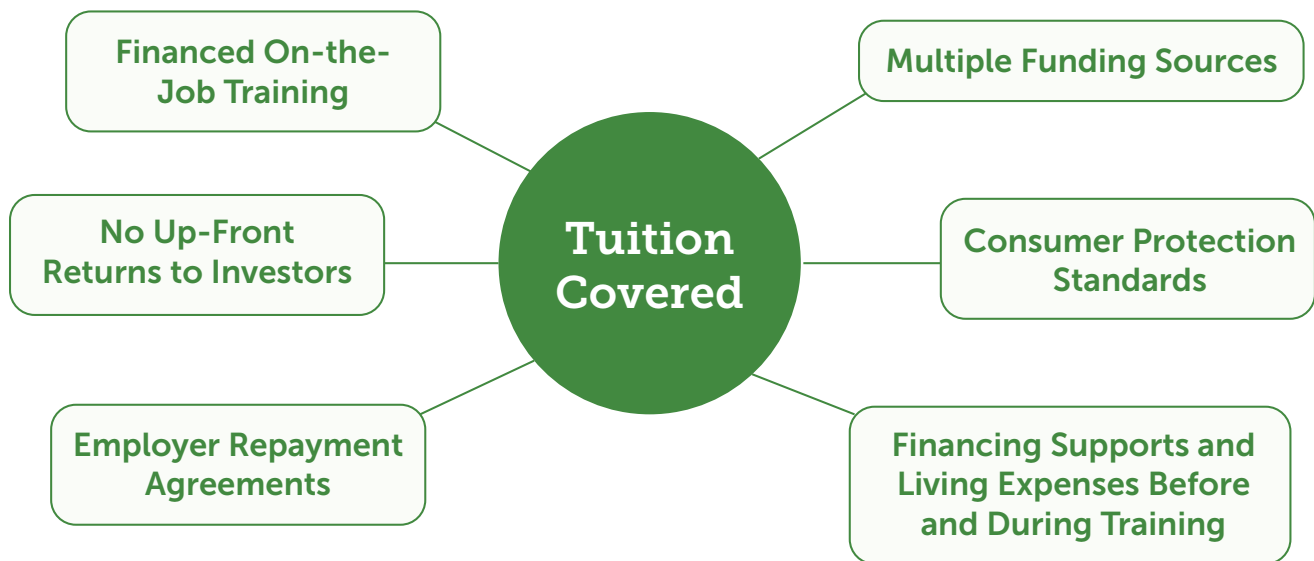 Financed On-the-
Job Training
Multiple Funding Sources
No Up-Front
Returns to Investors
Tuition
Covered
Consumer Protection
Standards
Employer Repayment
Agreements
Financing Supports and
Living Expenses Before
and During Training